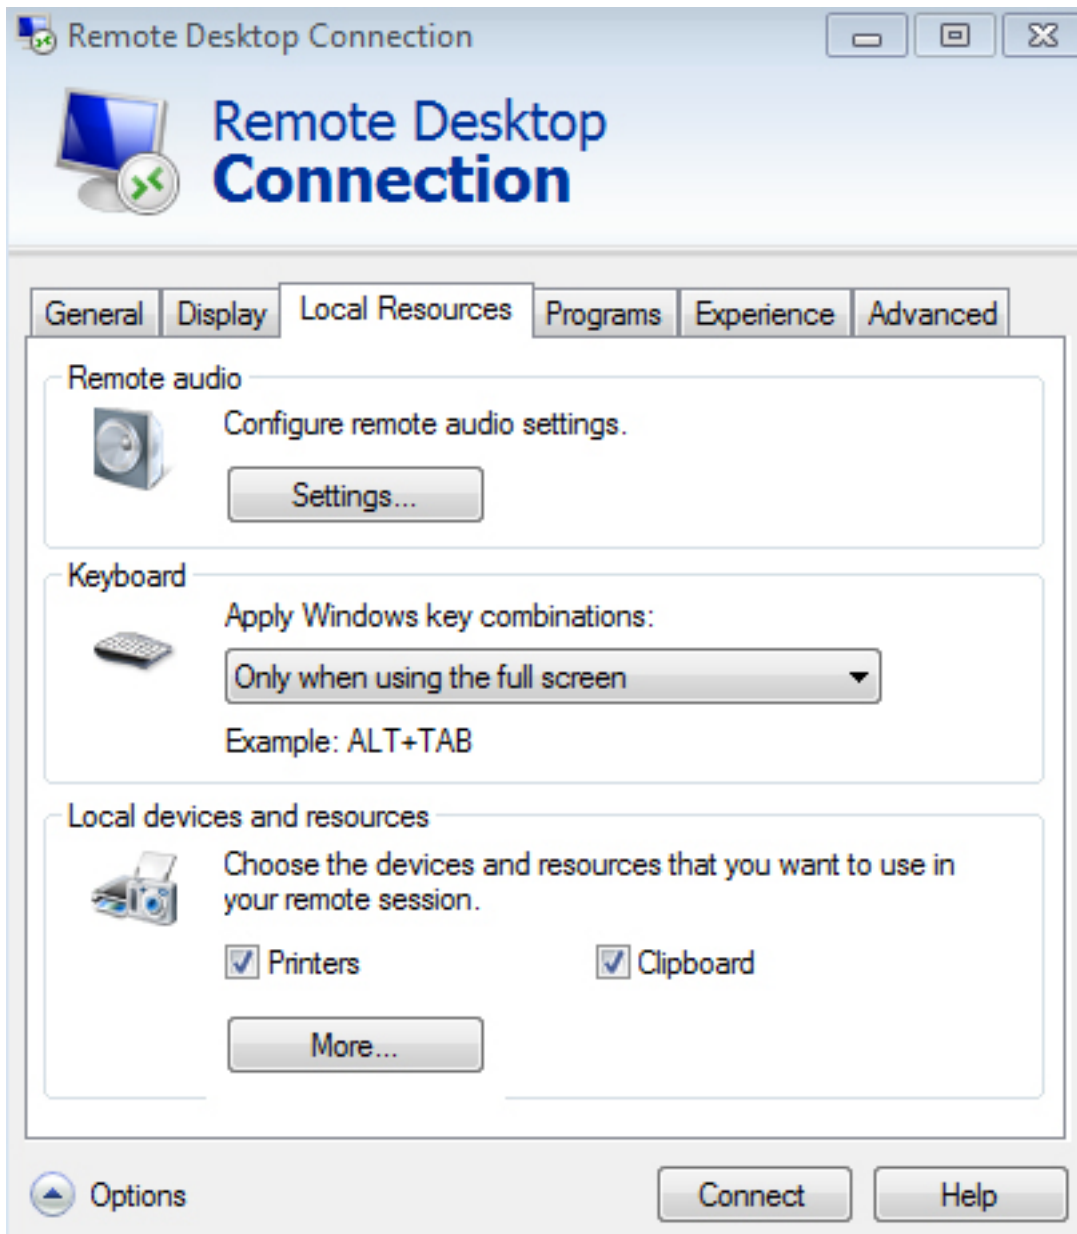 Remote Desktop Connection
Remote Desktop
Connection
General Display Local Resources Programs Experience Advanced
Remote audio
Configure remote audio settings.
Settings...
Keyboard
Apply Windows key combinations:
Only when using the full screen
Example: ALT+TAB
Local devices and resources
Choose the devices and resources that you want to use in
your remote session.
Printers Clipboard
More...
Options Connect Help